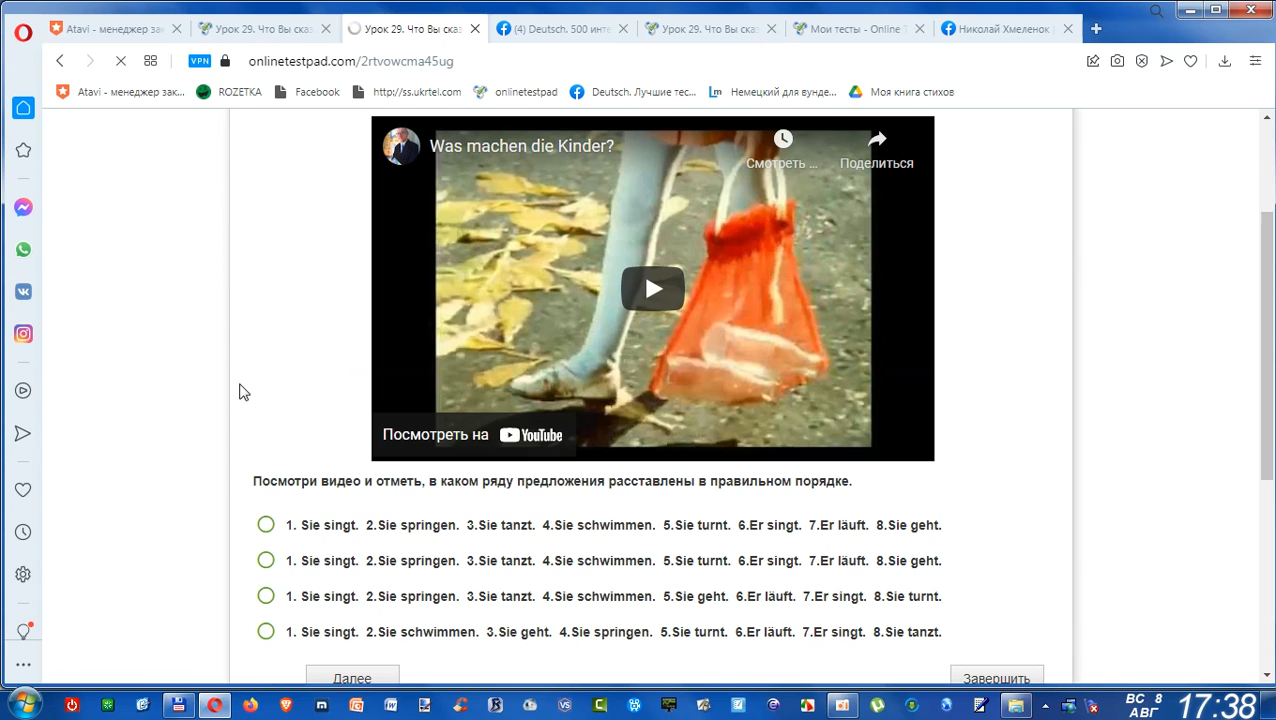 Atavi - менеджер зак
Урок 29. Что Вы сказ
Урок 29. Что Вы сказ
(4) Deutsch. 500 инте
Урок 29. Что Вы сказ
Мои тесты - Online T
Николай Хмеленок
VPN onlinetestpad.com/2rtvowcma45ug
Atavi - менеджер зак... ROZETKA Facebook http://ss.ukrtel.com onlinetestpad Deutsch. Лучшие тес... Немецкий для вунде... Моя книга стихов
Was machen die Kinder?
Смотреть ... Поделиться
Посмотреть на YouTube
Посмотри видео и отметь, в каком ряду предложения расставлены в правильном порядке.
1. Sie singt. 2.Sie springen. 3.Sie tanzt. 4.Sie schwimmen. 5.Sie turnt. 6.Er singt. 7.Er läuft. 8.Sie geht.
1. Sie singt. 2.Sie springen. 3.Sie tanzt. 4.Sie schwimmen. 5.Sie turnt. 6.Er singt. 7.Er läuft. 8.Sie geht.
1. Sie singt. 2.Sie springen. 3.Sie tanzt. 4.Sie schwimmen. 5.Sie geht. 6.Er läuft. 7.Er singt. 8.Sie turnt.
1. Sie singt. 2.Sie schwimmen. 3.Sie geht. 4.Sie springen. 5.Sie turnt. 6.Er läuft. 7.Er singt. 8.Sie tanzt.
Далее Завершить
ВС 8
АВГ
17:38